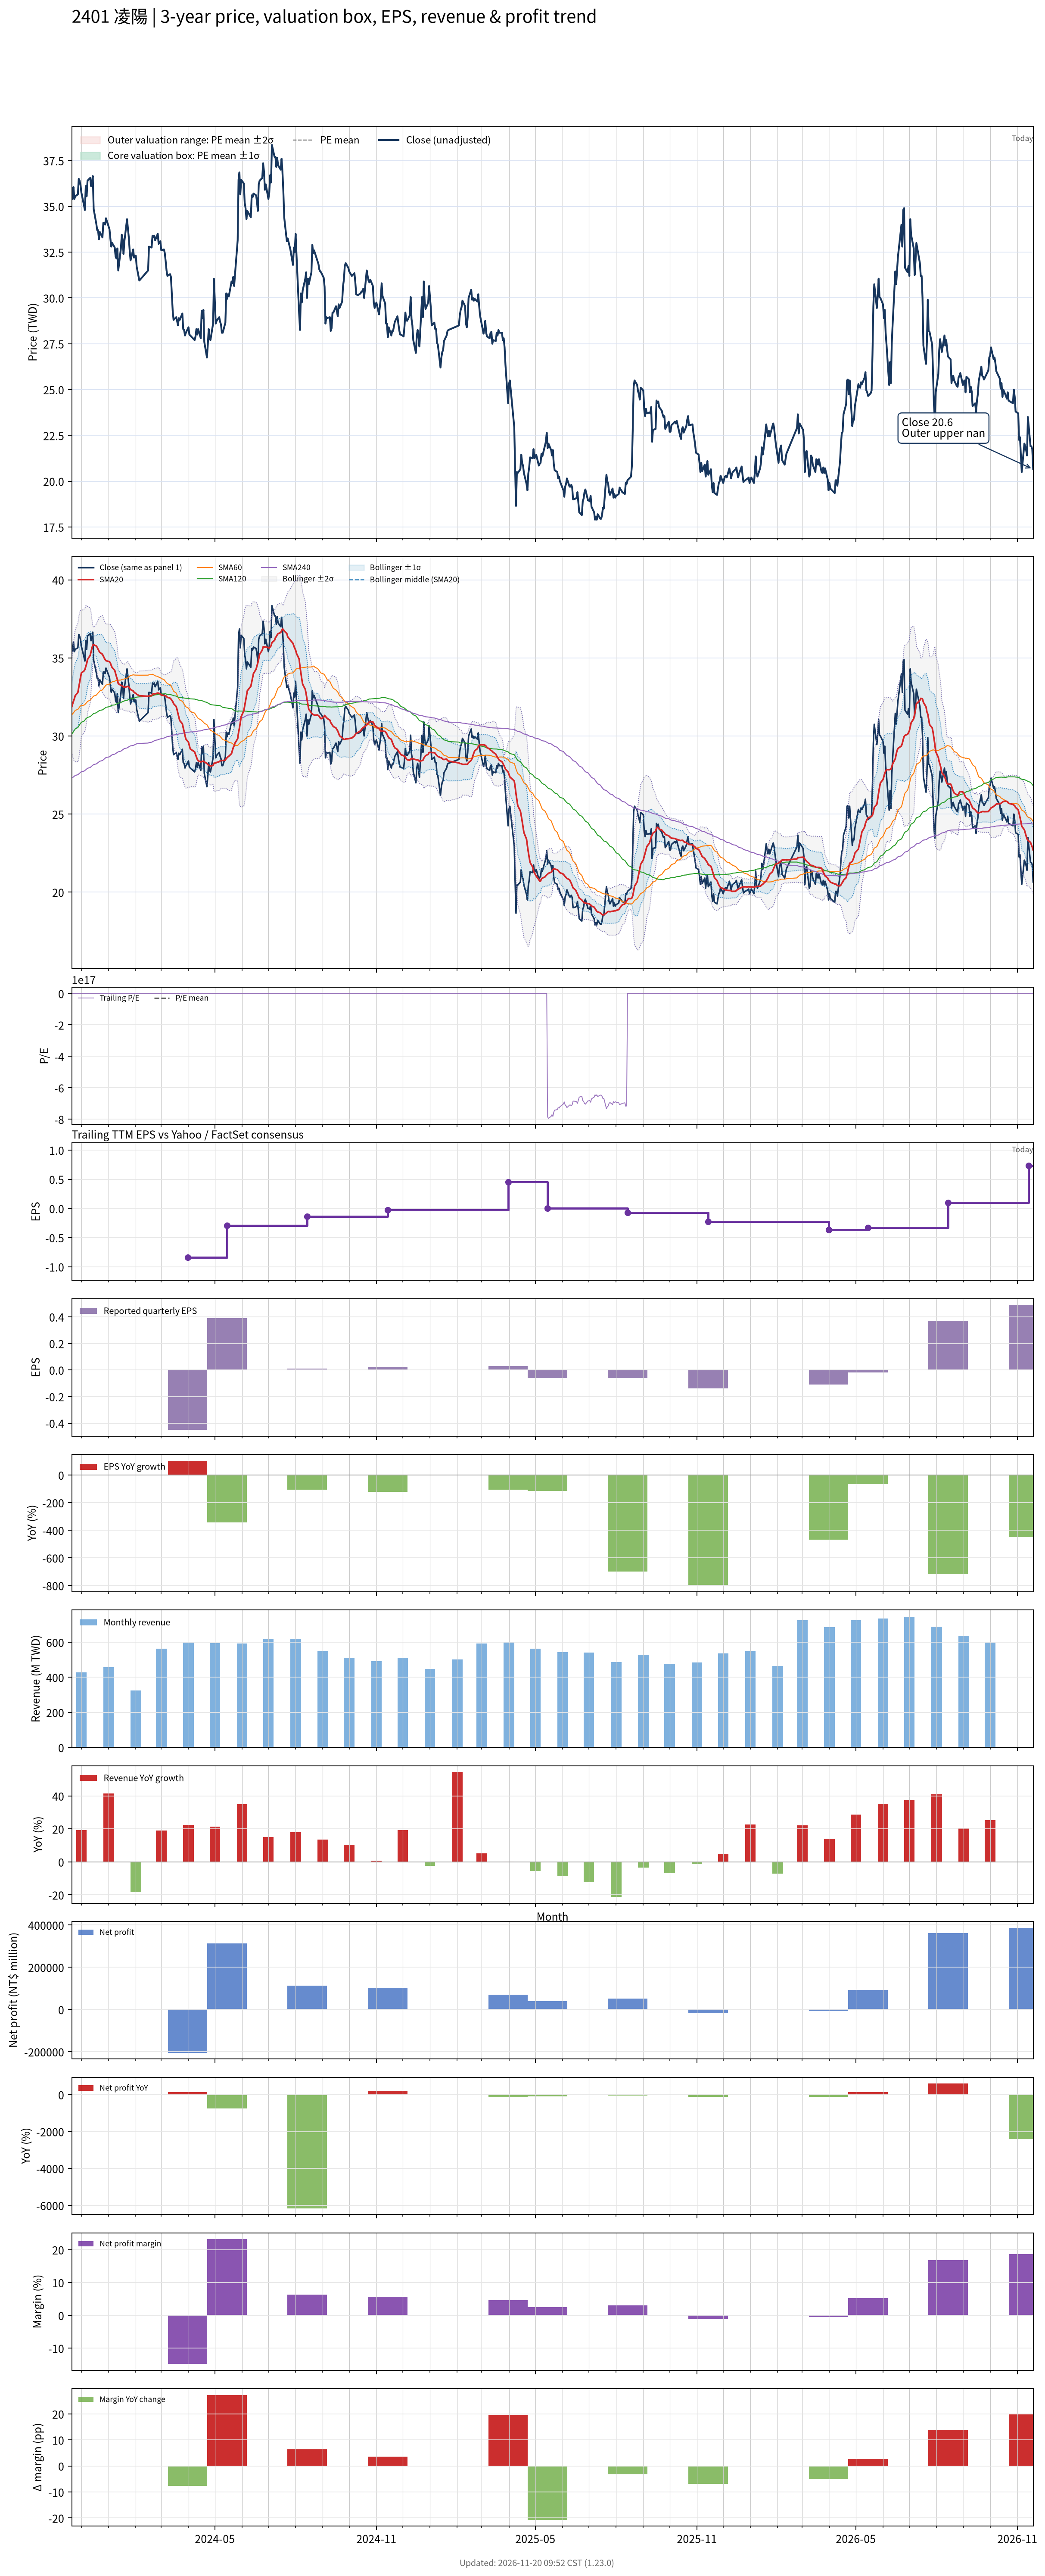 2401 凌陽 | 3-year price, valuation box, EPS, revenue & profit trend
Outer valuation range: PE mean ±2σ
PE mean
Close (unadjusted)
Core valuation box: PE mean ±1σ
Today
Price (TWD)
37.5
35.0
32.5
30.0
27.5
25.0
22.5
20.0
17.5
Close 20.6
Outer upper nan
Close (same as panel 1)
SMA20
SMA60
SMA120
SMA240
Bollinger ±2σ
Bollinger ±1σ
Bollinger middle (SMA20)
Price
40
35
30
25
20
1e17
Trailing P/E
P/E mean
P/E
0
-2
-4
-6
-8
Trailing TTM EPS vs Yahoo / FactSet consensus
Today
EPS
1.0
0.5
0.0
-0.5
-1.0
Reported quarterly EPS
EPS
0.4
0.2
0.0
-0.2
-0.4
EPS YoY growth
YoY (%)
0
-200
-400
-600
-800
Monthly revenue
Revenue (M TWD)
600
400
200
0
Revenue YoY growth
YoY (%)
40
20
0
-20
Month
Net profit
Net profit (NT$ million)
400000
200000
0
-200000
Net profit YoY
YoY (%)
0
-2000
-4000
-6000
Net profit margin
Margin (%)
20
10
0
-10
Margin YoY change
Δ margin (pp)
20
10
0
-10
-20
2024-05
2024-11
2025-05
2025-11
2026-05
2026-11
Updated: 2026-11-20 09:52 CST (1.23.0)